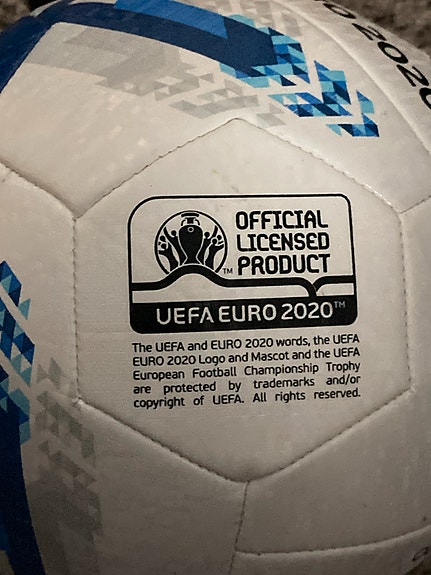 O 2020
OFFICIAL
LICENSED
PRODUCT
TM
UEFA EURO 2020™
The UEFA and EURO 2020 words, the UEFA
EURO 2020 Logo and Mascot and the UEFA
European Football Championship Trophy
are protected by trademarks and/or
copyright of UEFA. All rights reserved.